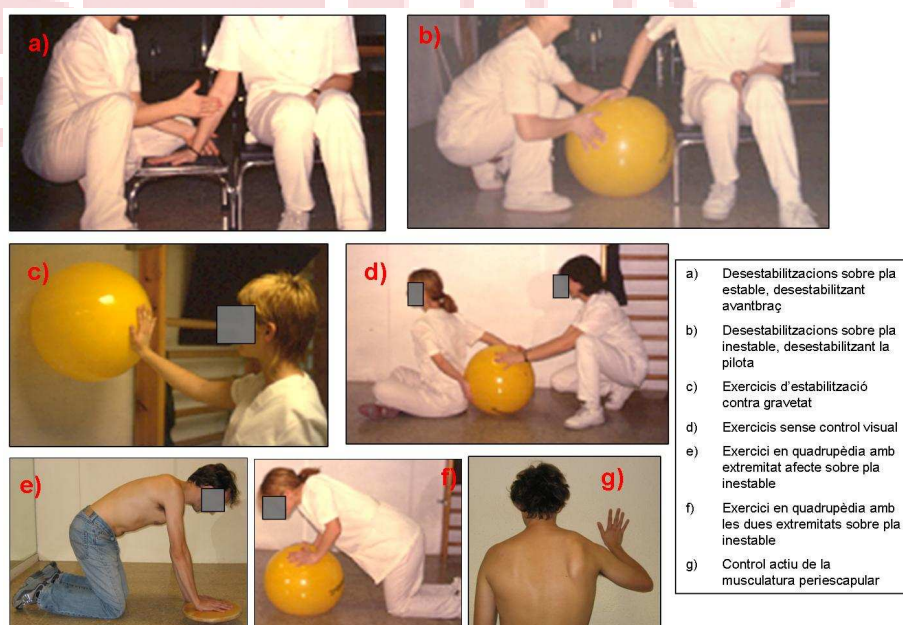 a)
b)
c)
d)
e)
f)
g)
a) Desestabilitzacions sobre pla
estable, desestabilitzant
avantbraç
b) Desestabilitzacions sobre pla
inestable, desestabilitzant la
pilota
c) Exercicis d'estabilització
contra gravetat
d) Exercicis sense control visual
e) Exercici en quadrupèdia amb
extremitat afecte sobre pla
inestable
f) Exercici en quadrupèdia amb
les dues extremitats sobre pla
inestable
g) Control actiu de la
musculatura periescapular